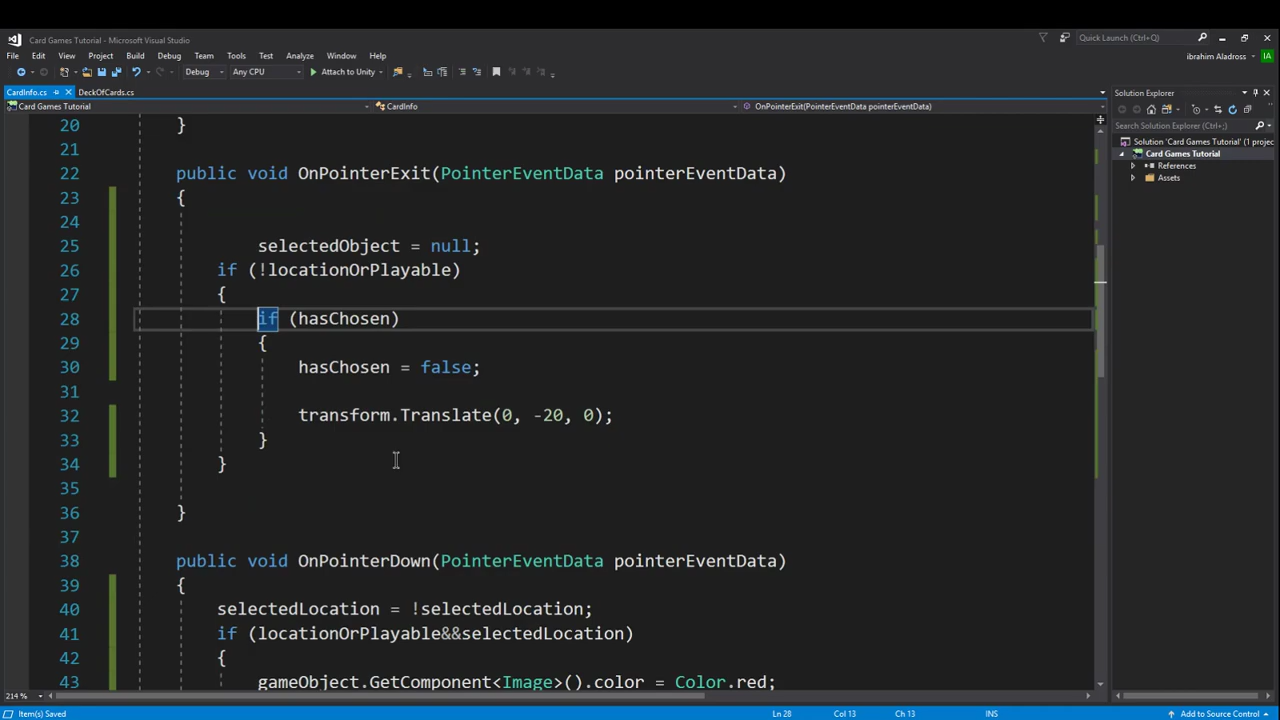 Card Games Tutorial - Microsoft Visual Studio
Quick Launch (Ctrl+Q)
File Edit View Project Build Debug Team Tools Test Analyze Window Help
ibrahim Aladross
IA
Debug Any CPU Attach to Unity
CardInfo.cs DeckOfCards.cs
Card Games Tutorial CardInfo OnPointerExit(PointerEventData pointerEventData)
20 }
21
22 public void OnPointerExit(PointerEventData pointerEventData)
23 {
24
25 selectedObject = null;
26 if (!locationOrPlayable)
27 {
28 if (hasChosen)
29 {
30 hasChosen = false;
31
32 transform.Translate(0, -20, 0);
33 }
34 }
35
36 }
37
38 public void OnPointerDown(PointerEventData pointerEventData)
39 {
40 selectedLocation = !selectedLocation;
41 if (locationOrPlayable&&selectedLocation)
42 {
43 gameObject.GetComponent<Image>().color = Color.red;
214 %
Solution Explorer
Search Solution Explorer (Ctrl+;)
Solution 'Card Games Tutorial' (1 projec
Card Games Tutorial
References
Assets
Item(s) Saved Ln 28 Col 13 Ch 13 INS Add to Source Control